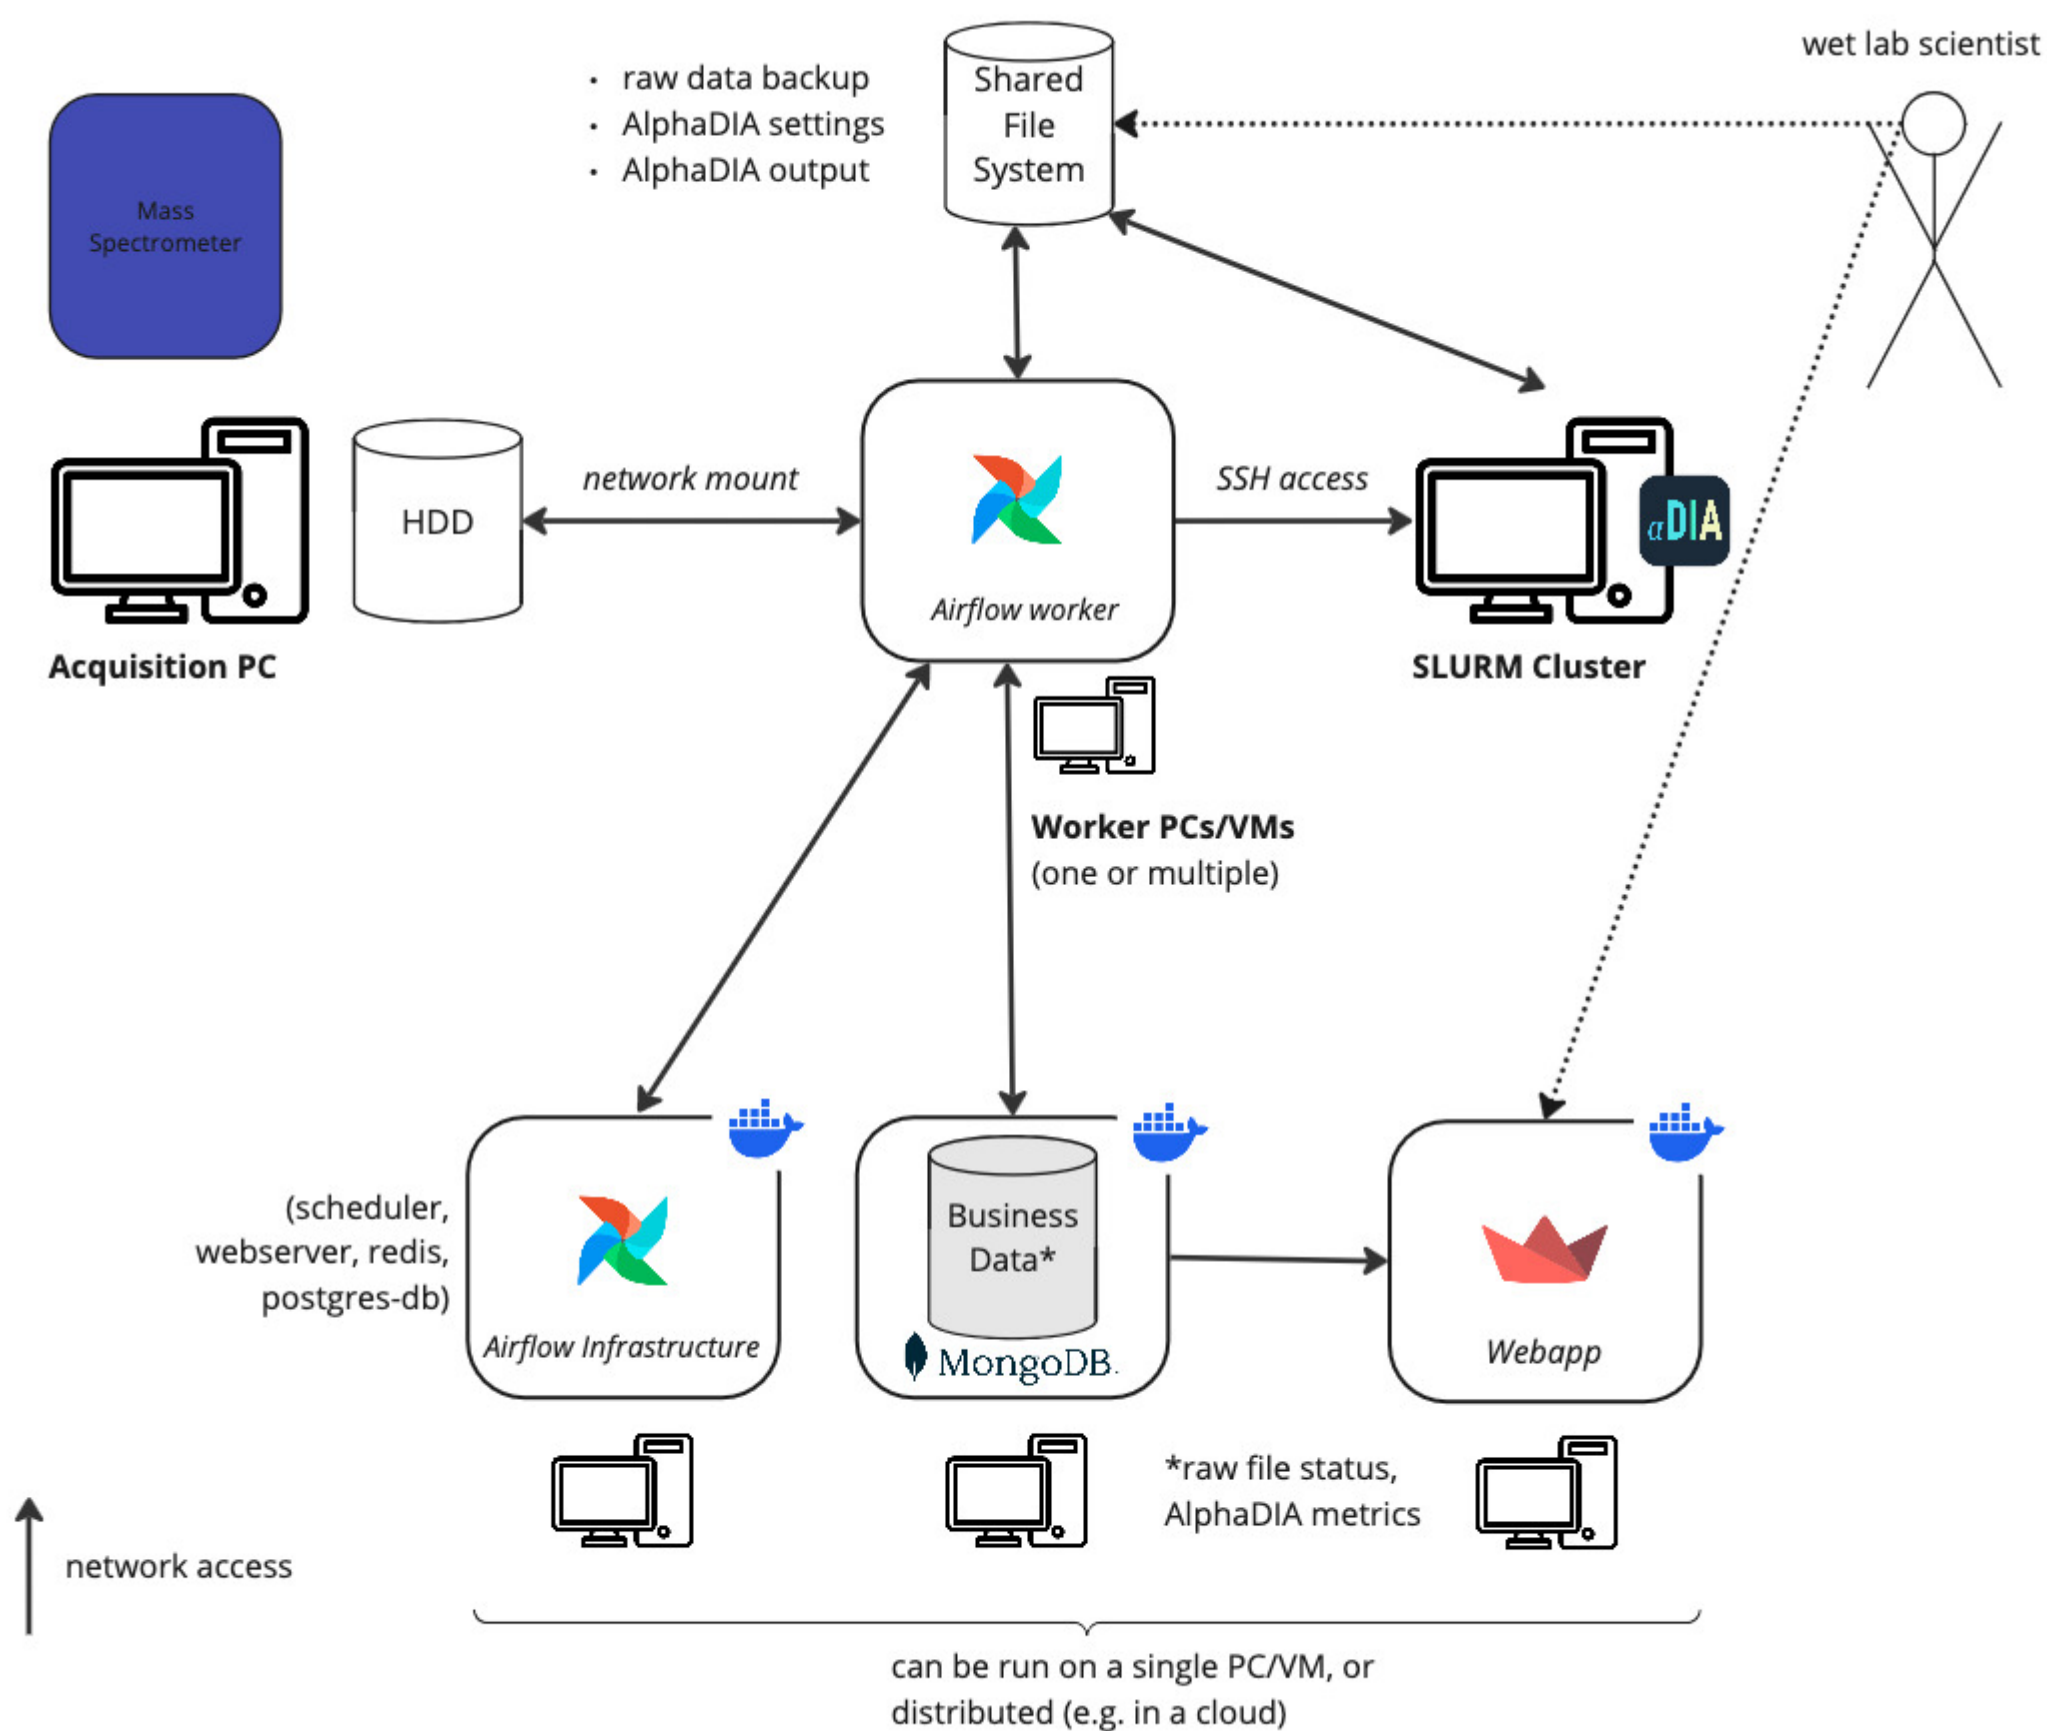 wet lab scientist
· raw data backup
· AlphaDIA settings
· AlphaDIA output
Shared
File
System
Mass
Spectrometer
HDD
network mount
Airflow worker
SSH access
αDIA
Acquisition PC
SLURM Cluster
Worker PCs/VMs
(one or multiple)
(scheduler,
webserver, redis,
postgres-db)
Airflow Infrastructure
Business
Data*
MongoDB.
Webapp
*raw file status,
AlphaDIA metrics
network access
can be run on a single PC/VM, or
distributed (e.g. in a cloud)